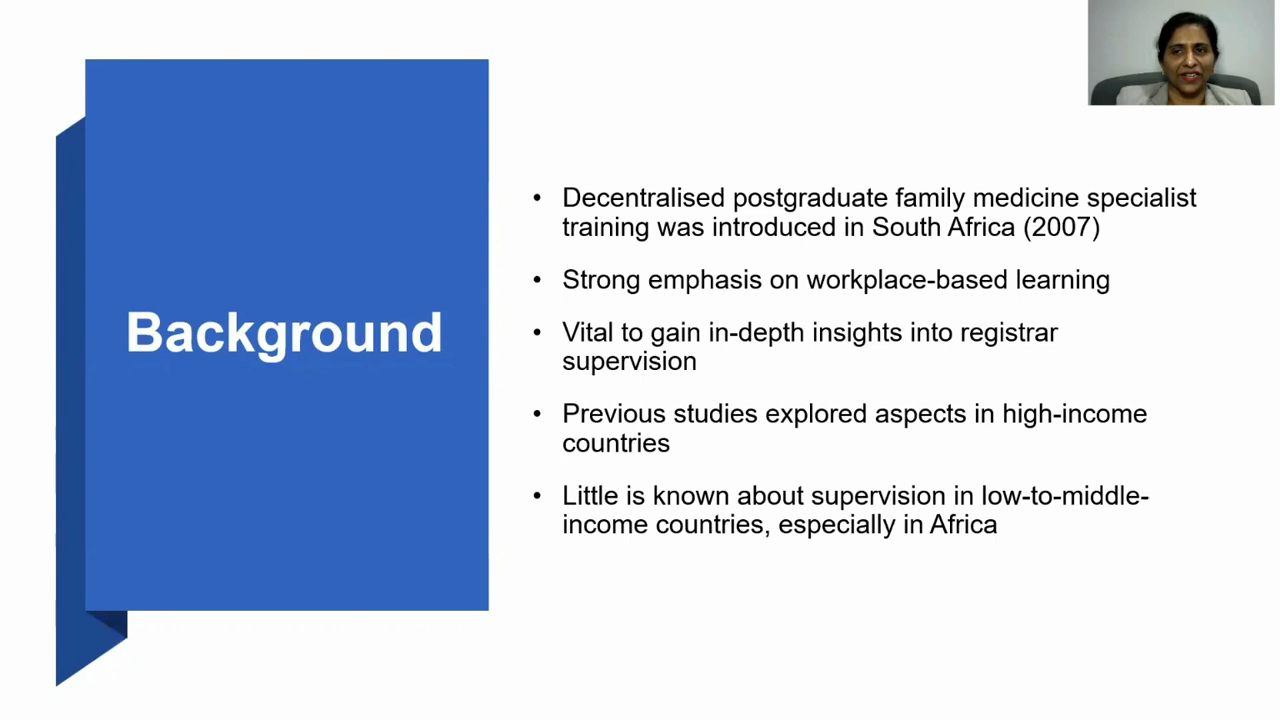 Background
• Decentralised postgraduate family medicine specialist
training was introduced in South Africa (2007)
• Strong emphasis on workplace-based learning
• Vital to gain in-depth insights into registrar
supervision
• Previous studies explored aspects in high-income
countries
• Little is known about supervision in low-to-middle-
income countries, especially in Africa